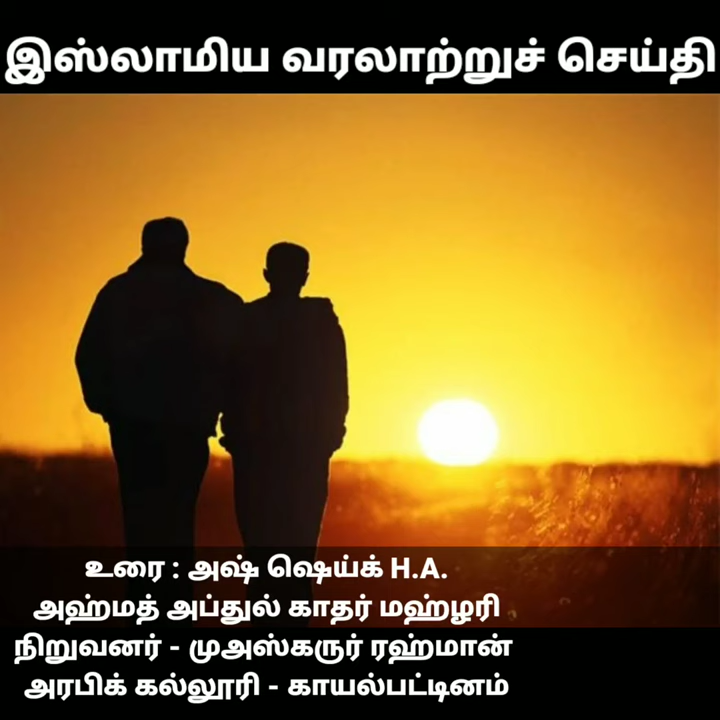 இஸ்லாமிய வரலாற்றுச் செய்தி
உரை : அஷ் ஷெய்க் H.A.
அஹ்மத் அப்துல் காதர் மஹ்ழரி
நிறுவனர் - முஅஸ்கருர் ரஹ்மான்
அரபிக் கல்லூரி - காயல்பட்டினம்